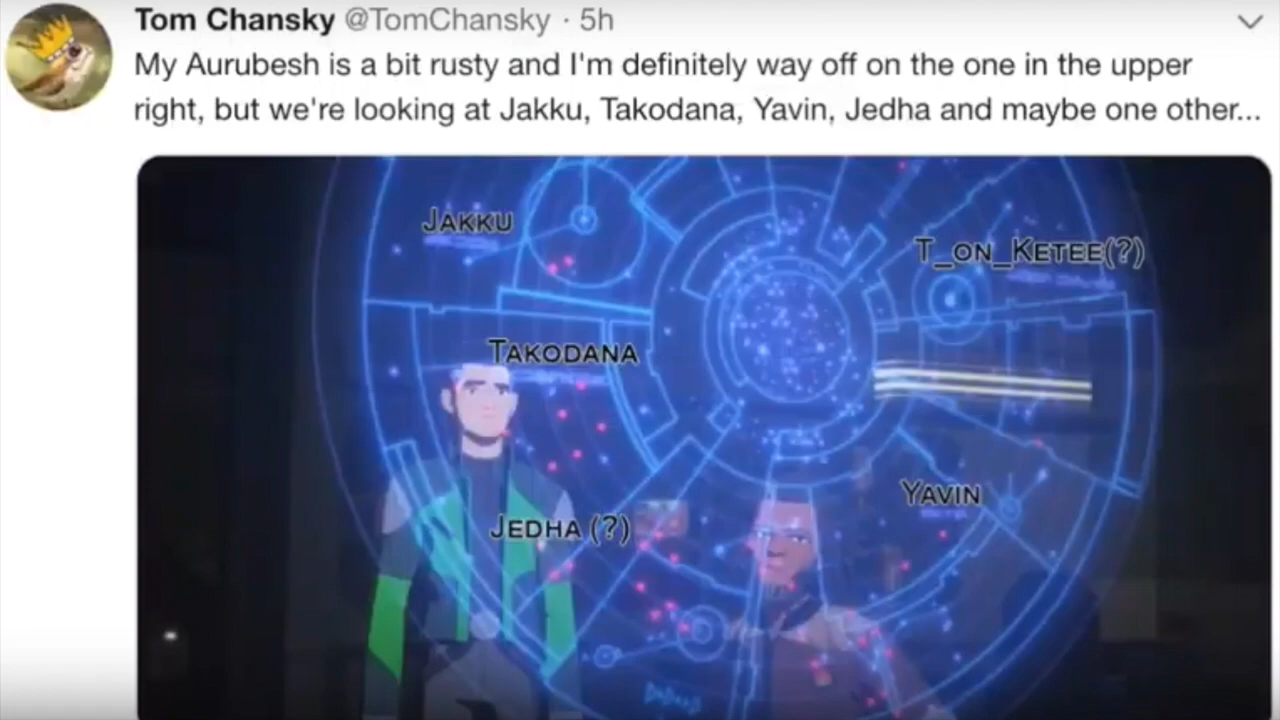 Tom Chansky @TomChansky · 5h
My Aurubesh is a bit rusty and I'm definitely way off on the one in the upper
right, but we're looking at Jakku, Takodana, Yavin, Jedha and maybe one other...
JAKKU
T_ON_KETEE(?)
TAKODANA
YAVIN
JEDHA (?)